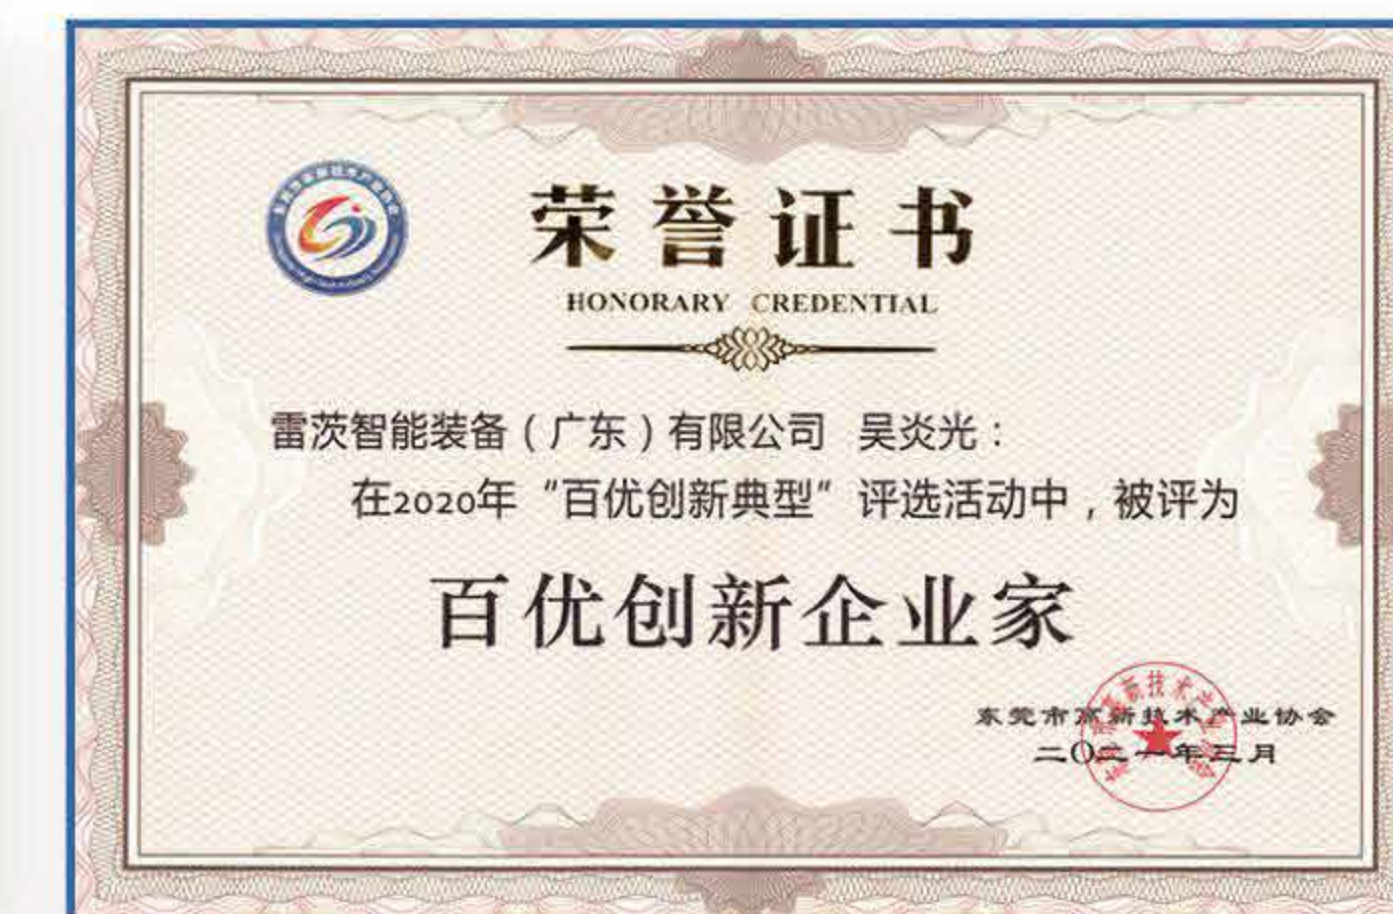 荣誉证书
HONORARY CREDENTIAL
雷茨智能装备（广东）有限公司 吴炎光：
在2020年“百优创新典型”评选活动中，被评为
百优创新企业家
东莞市高新技术产业协会
二〇二一年三月